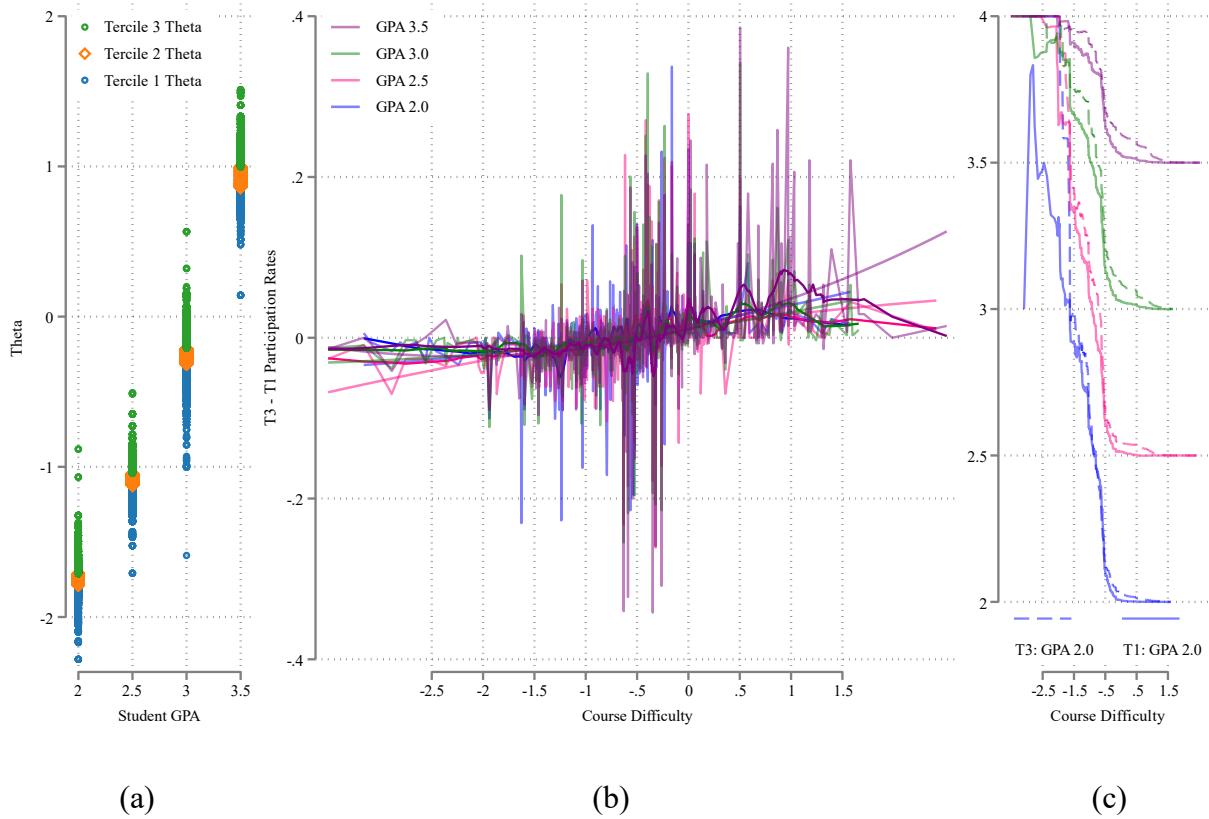 Tercile 3 Theta
Tercile 2 Theta
Tercile 1 Theta
Theta
2
1
0
-1
-2
2
2.5
3
3.5
Student GPA
(a)
GPA 3.5
GPA 3.0
GPA 2.5
GPA 2.0
T3 - T1 Participation Rates
.4
.2
0
-.2
-.4
-2.5
-2
-1.5
-1
-.5
0
.5
1
1.5
Course Difficulty
(b)
4
3.5
3
2.5
2
T3: GPA 2.0
T1: GPA 2.0
-2.5
-1.5
-.5
.5
1.5
Course Difficulty
(c)